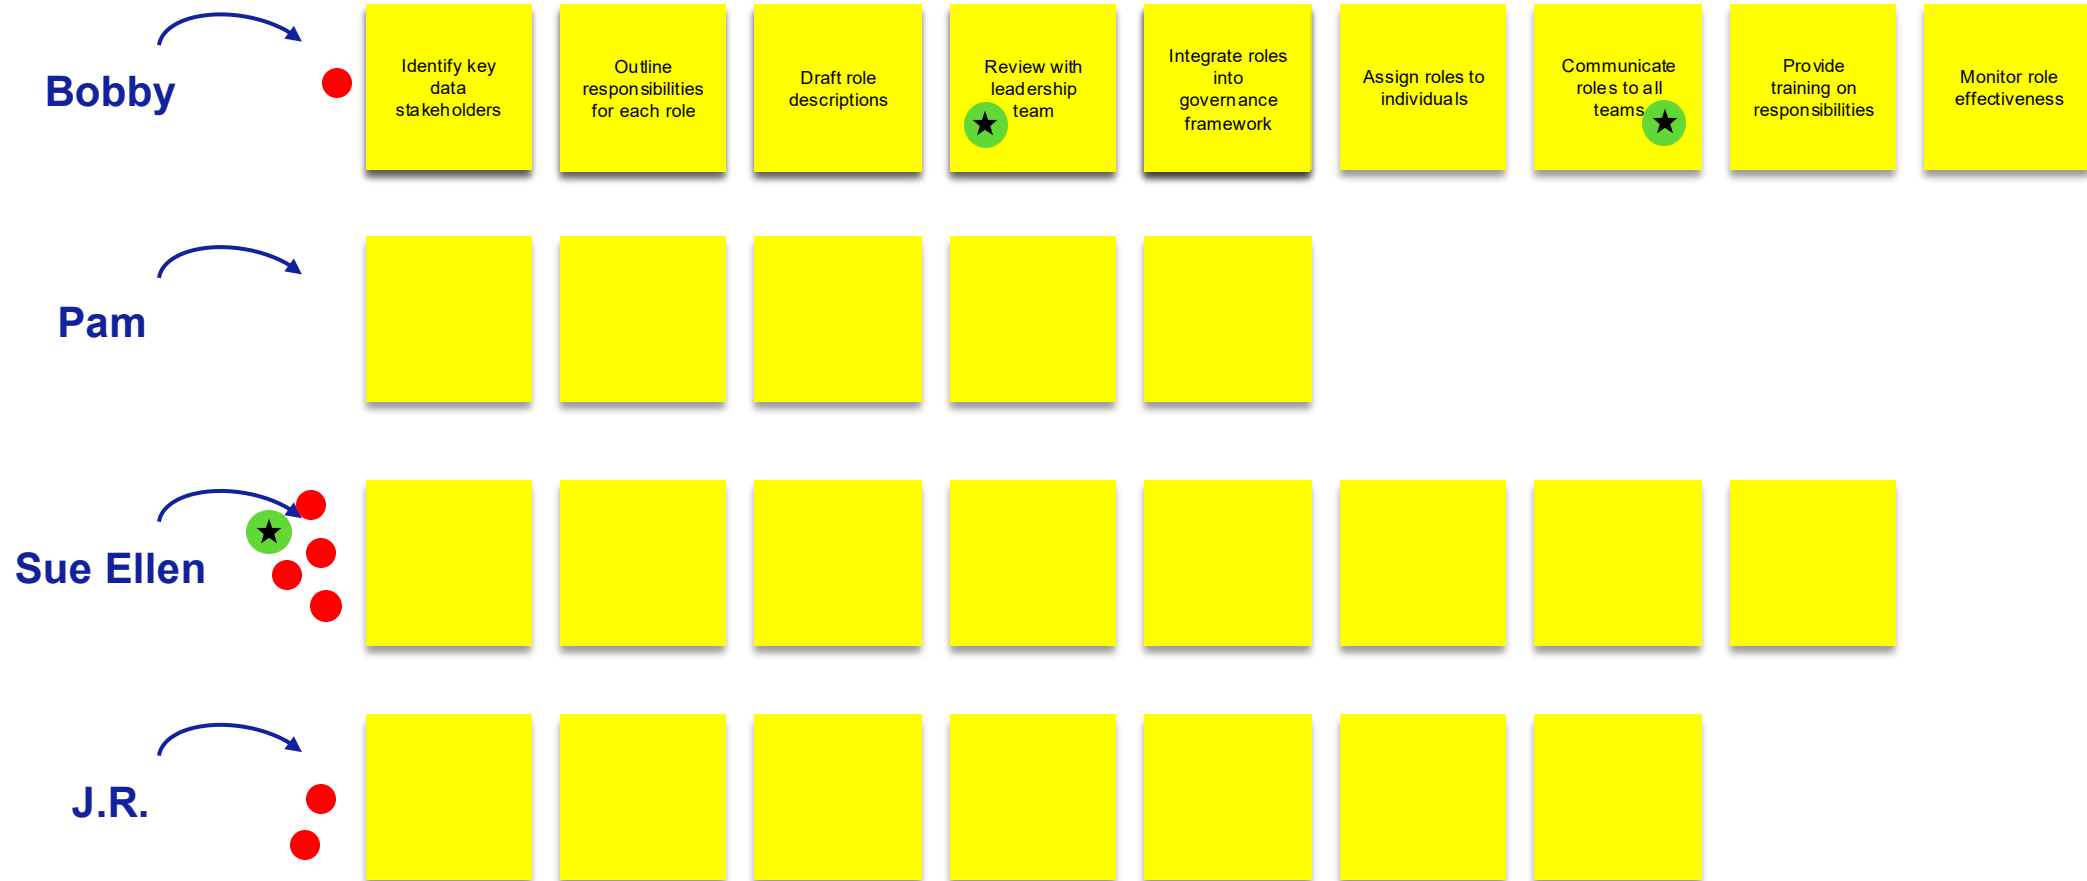 Bobby
Identify key
data
stakeholders
Outline
responsibilities
for each role
Draft role
descriptions
Review with
leadership
team
Integrate roles
into
governance
framework
Assign roles to
individuals
Communicate
roles to all
teams
Provide
training on
responsibilities
Monitor role
effectiveness
Pam
Sue Ellen
J.R.